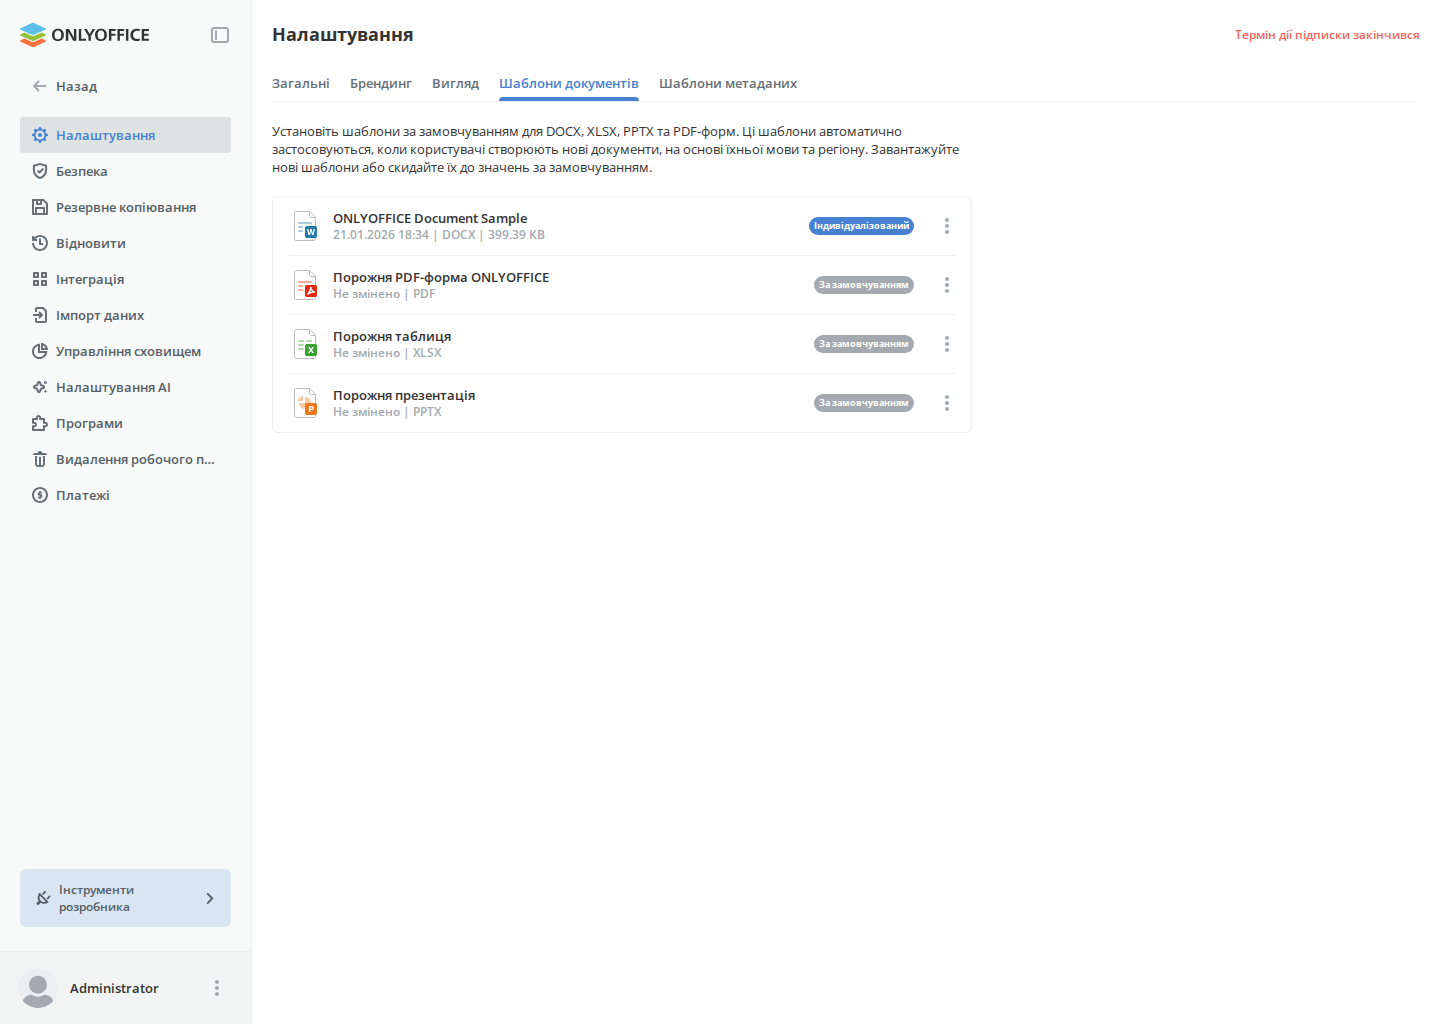 ONLYOFFICE
Назад
Налаштування
Безпека
Резервне копіювання
Відновити
Інтеграція
Імпорт даних
Управління сховищем
Налаштування AI
Програми
Видалення робочого п...
Платежі
Інструменти
розробника
Administrator
Налаштування
Термін дії підписки закінчився
Загальні
Брендинг
Вигляд
Шаблони документів
Шаблони метаданих
Установіть шаблони за замовчуванням для DOCX, XLSX, PPTX та PDF-форм. Ці шаблони автоматично
застосовуються, коли користувачі створюють нові документи, на основі їхньої мови та регіону. Завантажуйте
нові шаблони або скидайте їх до значень за замовчуванням.
W
ONLYOFFICE Document Sample
21.01.2026 18:34 | DOCX | 399.39 KB
Індивідуалізований
Порожня PDF-форма ONLYOFFICE
Не змінено | PDF
За замовчуванням
X
Порожня таблиця
Не змінено | XLSX
За замовчуванням
P
Порожня презентація
Не змінено | PPTX
За замовчуванням